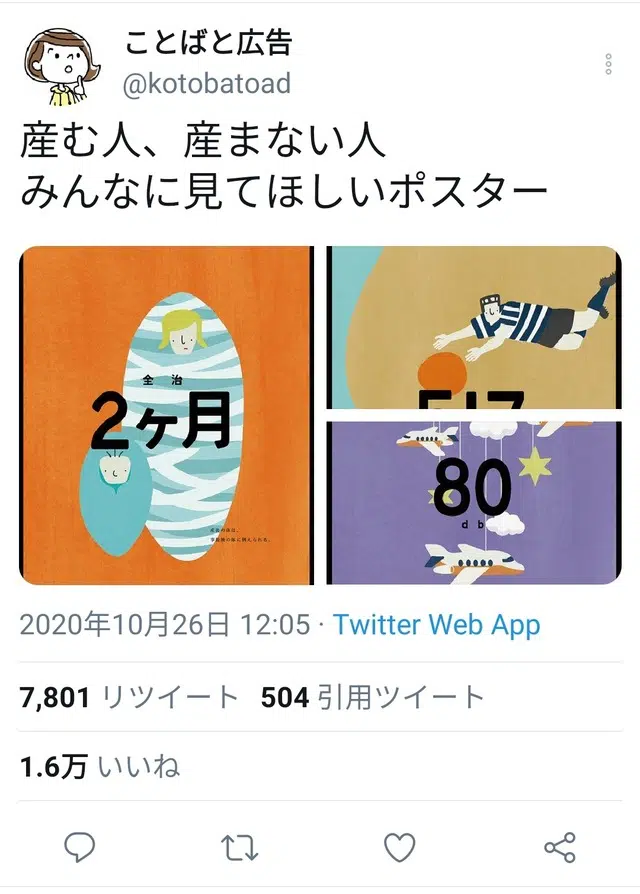 ことばと広告
@kotobatoad
産む人、産まない人
みんなに見てほしいポスター
全治
2ヶ月
517
80
db
2020年10月26日 12:05 · Twitter Web App
7,801 リツイート 504 引用ツイート
1.6万 いいね